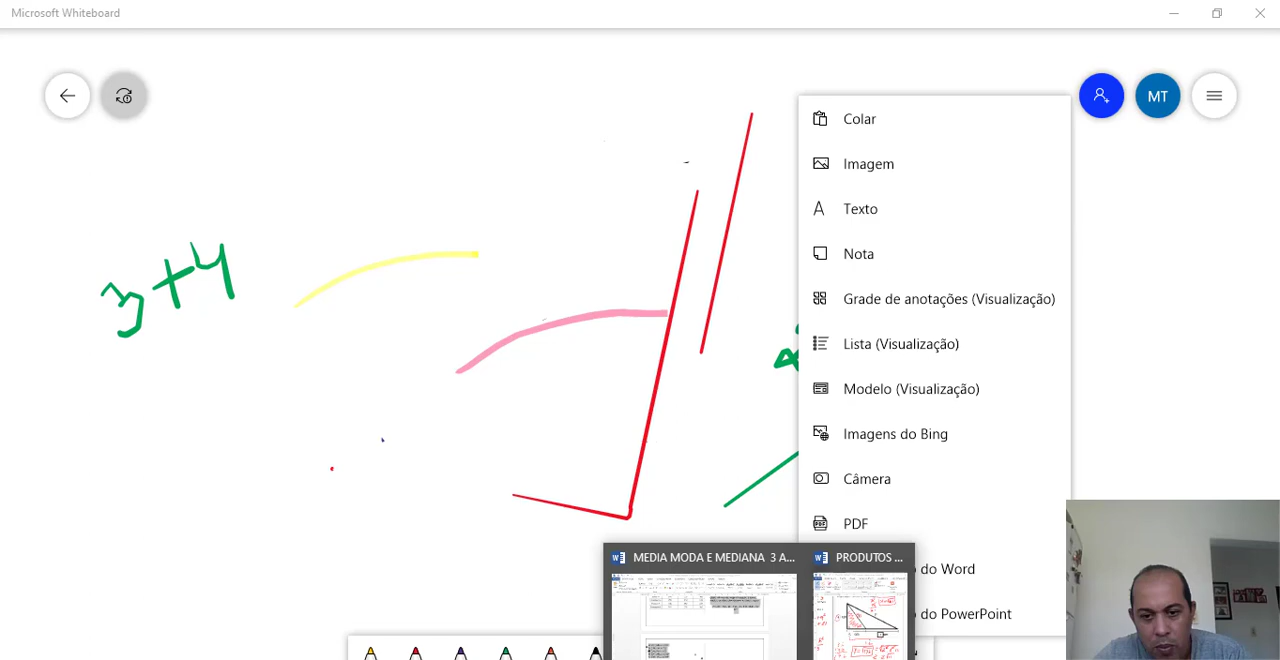 Microsoft Whiteboard
MT
3+4
Colar
Imagem
Texto
Nota
Grade de anotações (Visualização)
Lista (Visualização)
Modelo (Visualização)
Imagens do Bing
Câmera
PDF
do Word
do PowerPoint
MEDIA MODA E MEDIANA 3 A...
PRODUTOS ...